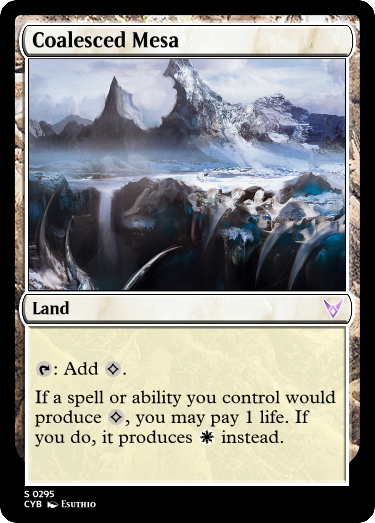 Coalesced Mesa
Land
: Add .
If a spell or ability you control would
produce , you may pay 1 life. If
you do, it produces instead.
S 0295
CYB Esuthio